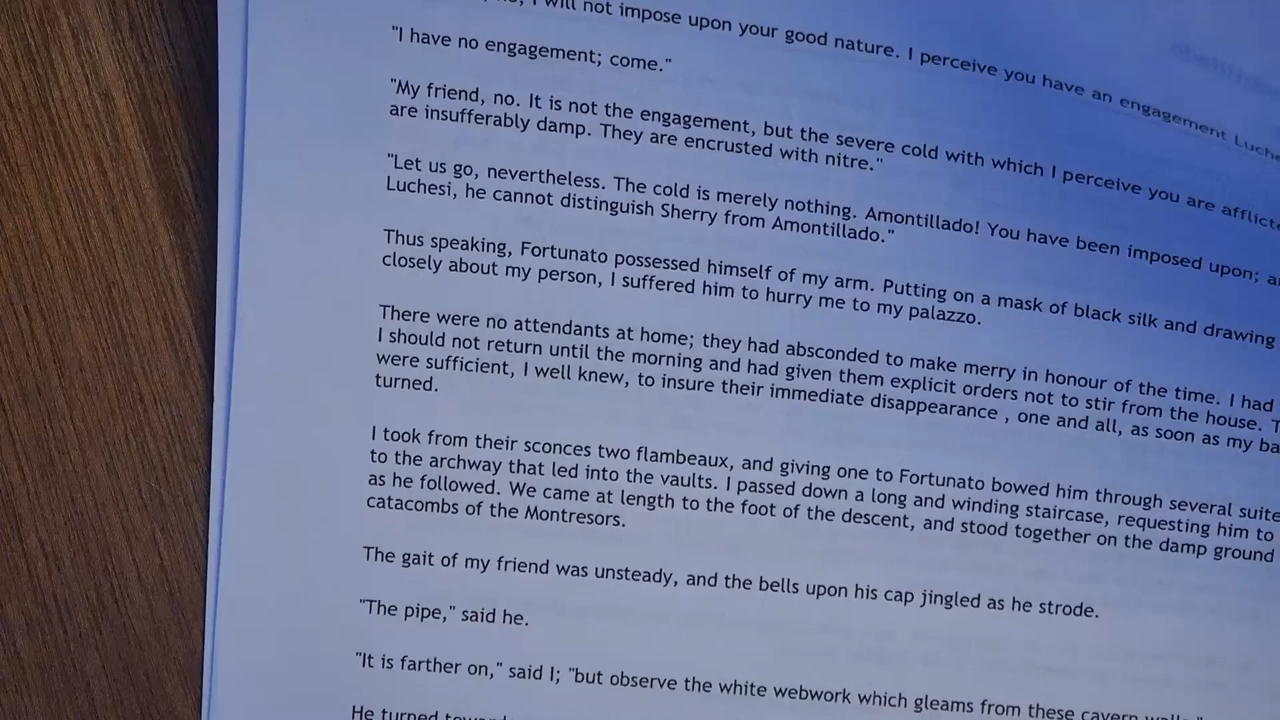 I will not impose upon your good nature. I perceive you have an engagement
"I have no engagement; come."
"My friend, no. It is not the engagement, but the severe cold with which I perceive you are
are insufferably damp. They are encrusted with nitre."
"Let us go, nevertheless. The cold is merely nothing. Amontillado! You have been imposed upon;
Luchesi, he cannot distinguish Sherry from Amontillado."
Thus speaking, Fortunato possessed himself of my arm. Putting on a mask of black silk and drawing
closely about my person, I suffered him to hurry me to my palazzo.
There were no attendants at home; they had absconded to make merry in honour of the time. I had
I should not return until the morning and had given them explicit orders not to stir from the house.
were sufficient, I well knew, to insure their immediate disappearance , one and all, as soon as my
turned.
I took from their sconces two flambeaux, and giving one to Fortunato bowed him through several
to the archway that led into the vaults. I passed down a long and winding staircase, requesting him to
as he followed. We came at length to the foot of the descent, and stood together on the damp ground
catacombs of the Montresors.
The gait of my friend was unsteady, and the bells upon his cap jingled as he strode.
"The pipe," said he.
"It is farther on," said I; "but observe the white webwork which gleams from these cavern
He turned